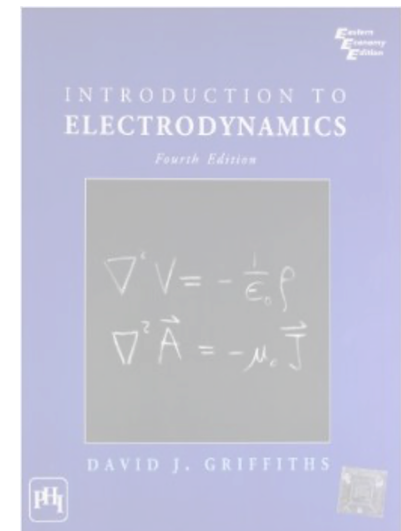 Eastern
Economy
Edition
INTRODUCTION TO
ELECTRODYNAMICS
Fourth Edition
∇²V = - 1/ε₀ ρ
∇²A⃗ = -μ₀ J⃗
DAVID J. GRIFFITHS
PHI